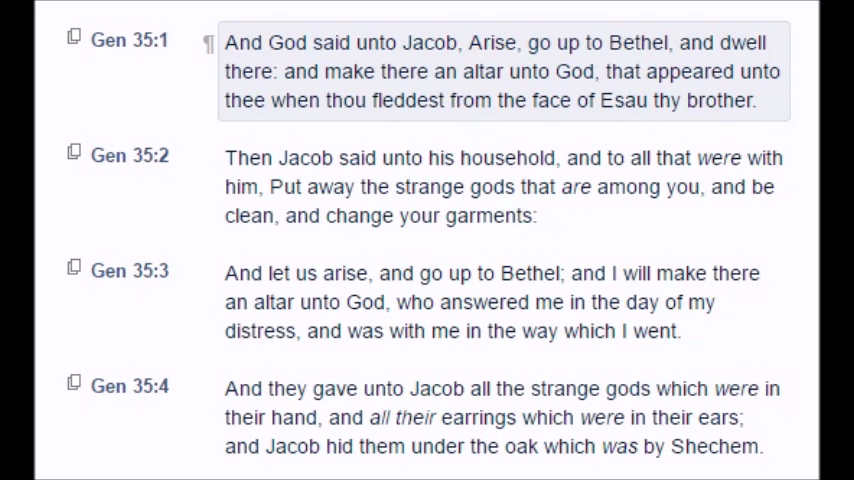 Gen 35:1 ¶ And God said unto Jacob, Arise, go up to Bethel, and dwell
there: and make there an altar unto God, that appeared unto
thee when thou fleddest from the face of Esau thy brother.
Gen 35:2 Then Jacob said unto his household, and to all that were with
him, Put away the strange gods that are among you, and be
clean, and change your garments:
Gen 35:3 And let us arise, and go up to Bethel; and I will make there
an altar unto God, who answered me in the day of my
distress, and was with me in the way which I went.
Gen 35:4 And they gave unto Jacob all the strange gods which were in
their hand, and all their earrings which were in their ears;
and Jacob hid them under the oak which was by Shechem.